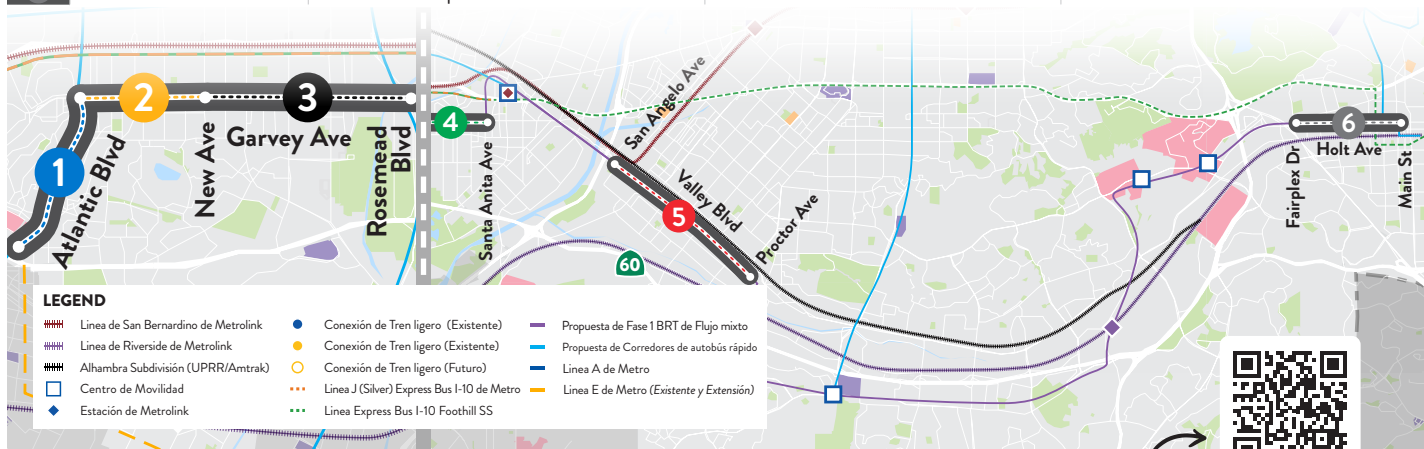 1
2
3
4
5
6
60
Atlantic Blvd
New Ave
Garvey Ave
Rosemead
Blvd
Santa Anita Ave
San Angelo Ave
Valley Blvd
Proctor Ave
Fairplex Dr
Holt Ave
Main St
LEGEND
Linea de San Bernardino de Metrolink
Linea de Riverside de Metrolink
Alhambra Subdivisión (UPRR/Amtrak)
Centro de Movilidad
Estación de Metrolink
Conexión de Tren ligero (Existente)
Conexión de Tren ligero (Existente)
Conexión de Tren ligero (Futuro)
Linea J (Silver) Express Bus I-10 de Metro
Linea Express Bus I-10 Foothill SS
Propuesta de Fase 1 BRT de Flujo mixto
Propuesta de Corredores de autobús rápido
Linea A de Metro
Linea E de Metro (Existente y Extensión)